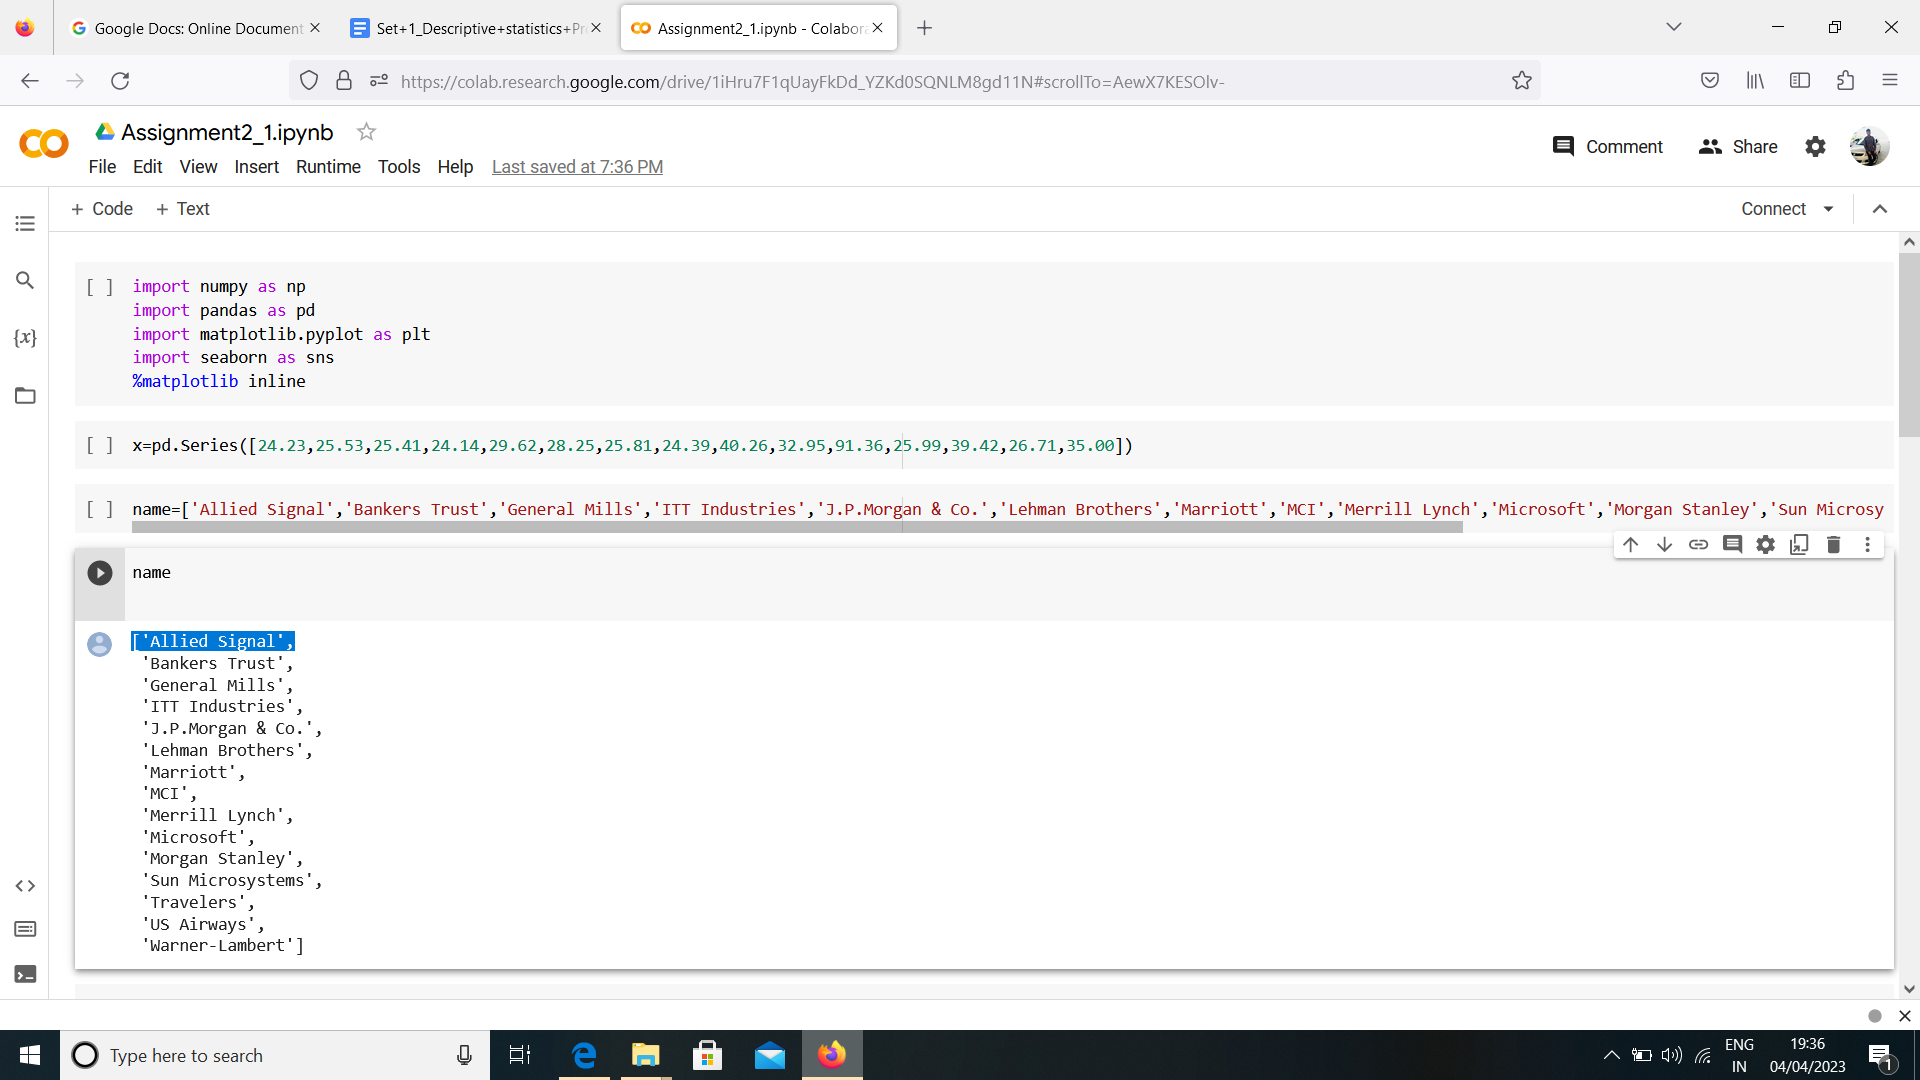 Google Docs: Online Document
Set+1_Descriptive+statistics+Pr
Assignment2_1.ipynb - Colabora
https://colab.research.google.com/drive/1iHru7F1qUayFkDd_YZKd0SQNLM8gd11N#scrollTo=AewX7KESOlv-
Assignment2_1.ipynb
Comment
Share
File Edit View Insert Runtime Tools Help Last saved at 7:36 PM
+ Code + Text
Connect
[ ] import numpy as np
import pandas as pd
import matplotlib.pyplot as plt
import seaborn as sns
%matplotlib inline
[ ] x=pd.Series([24.23,25.53,25.41,24.14,29.62,28.25,25.81,24.39,40.26,32.95,91.36,25.99,39.42,26.71,35.00])
[ ] name=['Allied Signal','Bankers Trust','General Mills','ITT Industries','J.P.Morgan & Co.','Lehman Brothers','Marriott','MCI','Merrill Lynch','Microsoft','Morgan Stanley','Sun Microsy
name
['Allied Signal',
'Bankers Trust',
'General Mills',
'ITT Industries',
'J.P.Morgan & Co.',
'Lehman Brothers',
'Marriott',
'MCI',
'Merrill Lynch',
'Microsoft',
'Morgan Stanley',
'Sun Microsystems',
'Travelers',
'US Airways',
'Warner-Lambert']
Type here to search
ENG
IN
19:36
04/04/2023
1